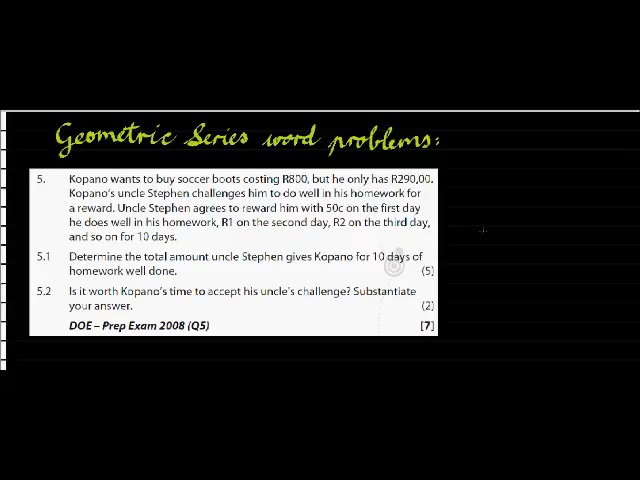 Geometric Series word problems:
5. Kopano wants to buy soccer boots costing R800, but he only has R290,00.
Kopano's uncle Stephen challenges him to do well in his homework for
a reward. Uncle Stephen agrees to reward him with 50c on the first day
he does well in his homework, R1 on the second day, R2 on the third day,
and so on for 10 days.
5.1 Determine the total amount uncle Stephen gives Kopano for 10 days of
homework well done. (5)
5.2 Is it worth Kopano's time to accept his uncle's challenge? Substantiate
your answer. (2)
DOE – Prep Exam 2008 (Q5) [7]